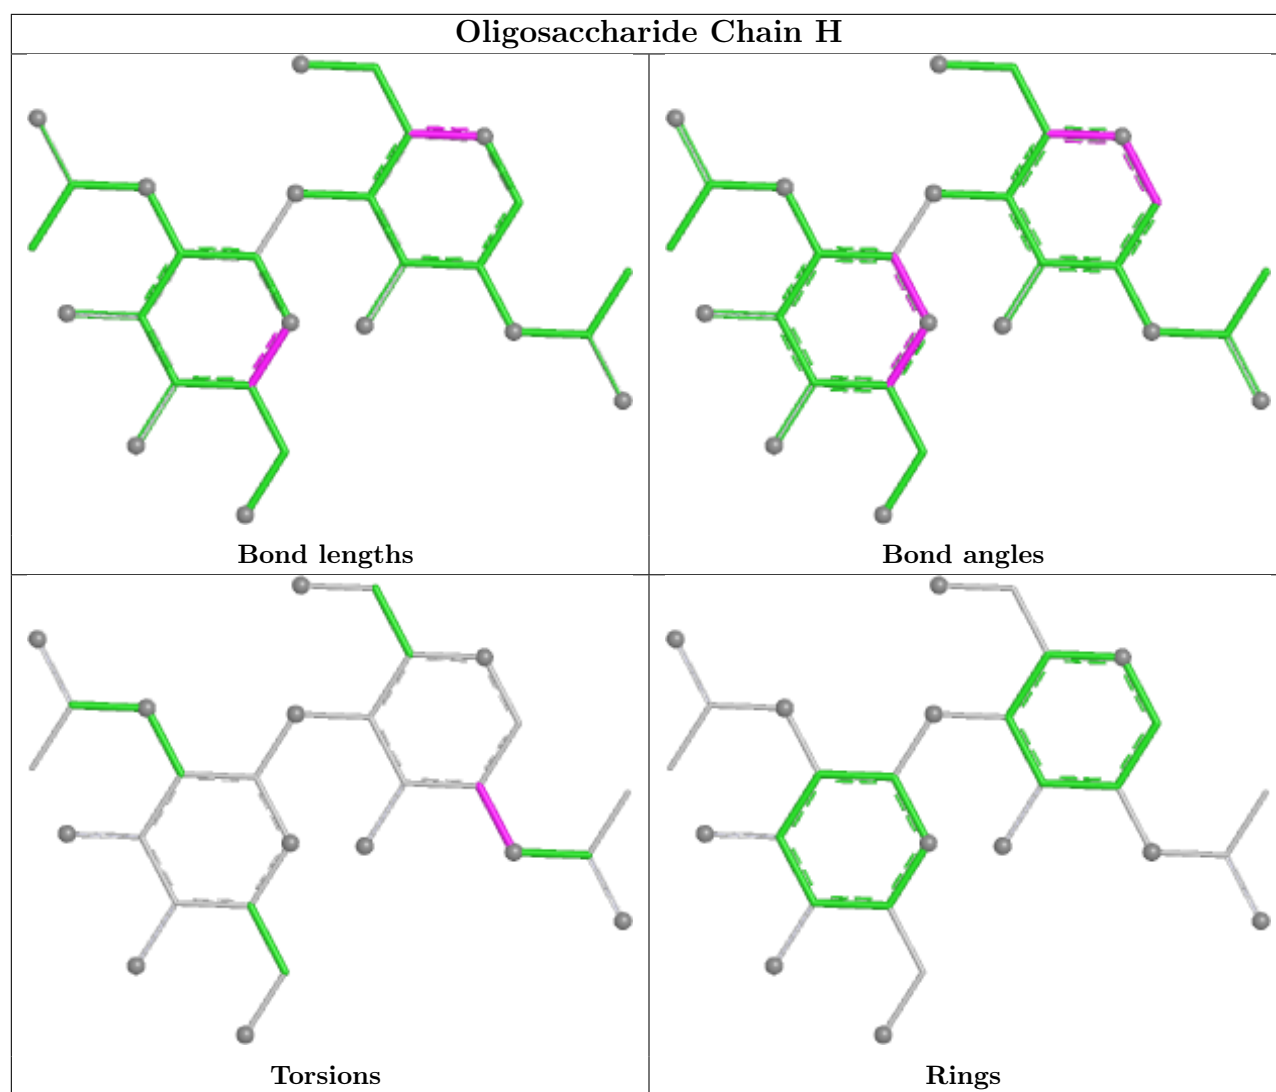 Oligosaccharide Chain H
Bond lengths
Bond angles
Torsions
Rings